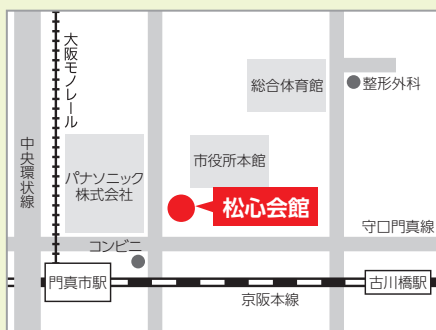 大阪モノレール
総合体育館
整形外科
中央環状線
パナソニック
株式会社
市役所本館
松心会館
守口門真線
コンビニ
門真市駅
京阪本線
古川橋駅